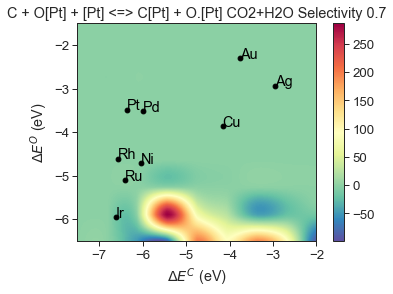 C + O[Pt] + [Pt] <=> C[Pt] + O.[Pt] CO2+H2O Selectivity 0.7
−2
−3
−4
−5
−6
ΔE^O (eV)
Au
Ag
Cu
Pt
Pd
Rh
Ni
Ru
Ir
−7
−6
−5
−4
−3
−2
ΔE^C (eV)
250
200
150
100
50
0
−50